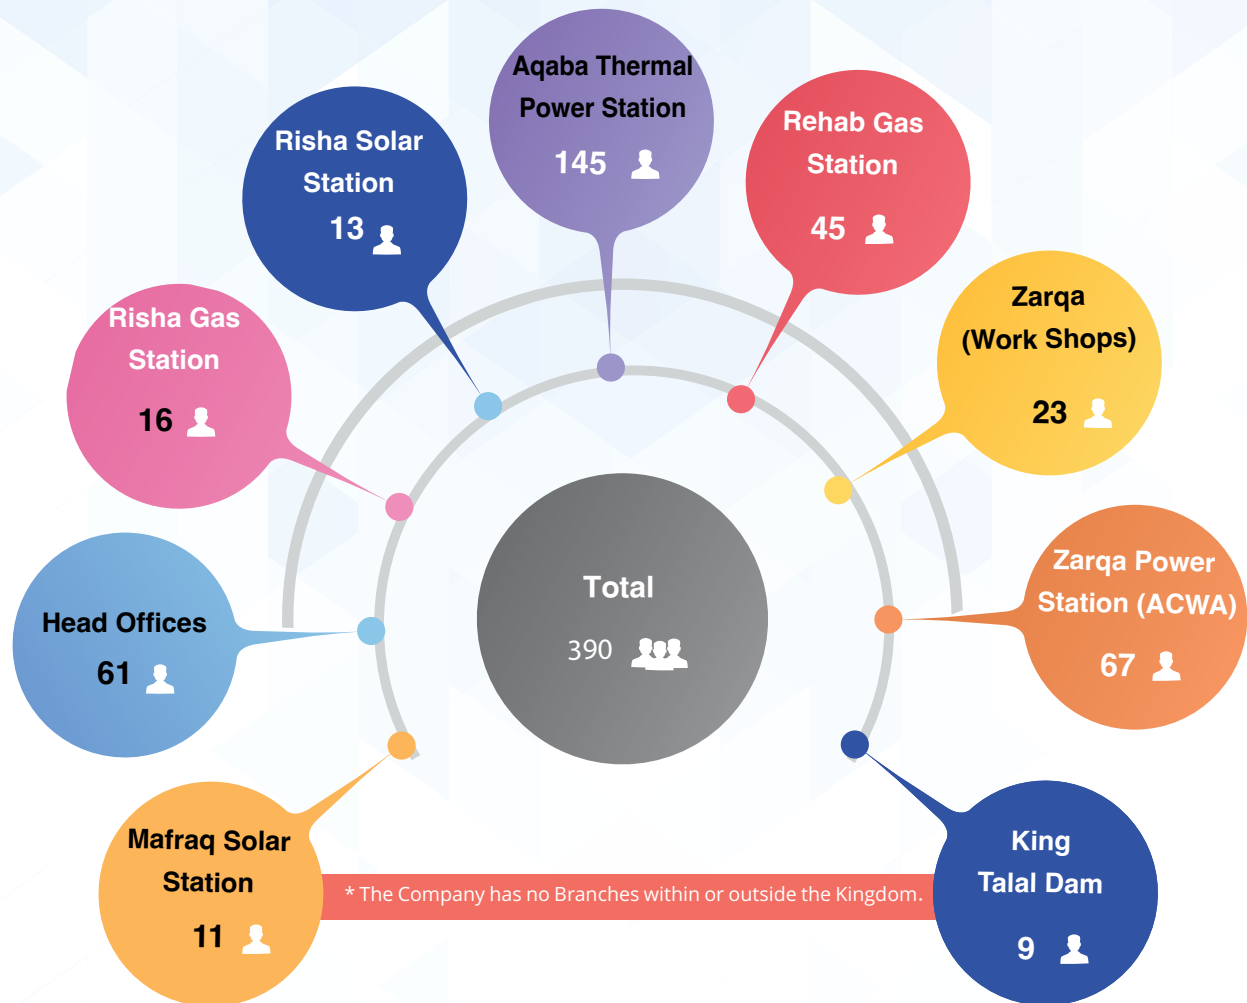 Aqaba Thermal
Power Station
145
Risha Solar
Station
13
Rehab Gas
Station
45
Risha Gas
Station
16
Zarqa
(Work Shops)
23
Head Offices
61
Total
390
Zarqa Power
Station (ACWA)
67
Mafraq Solar
Station
11
* The Company has no Branches within or outside the Kingdom.
King
Talal Dam
9